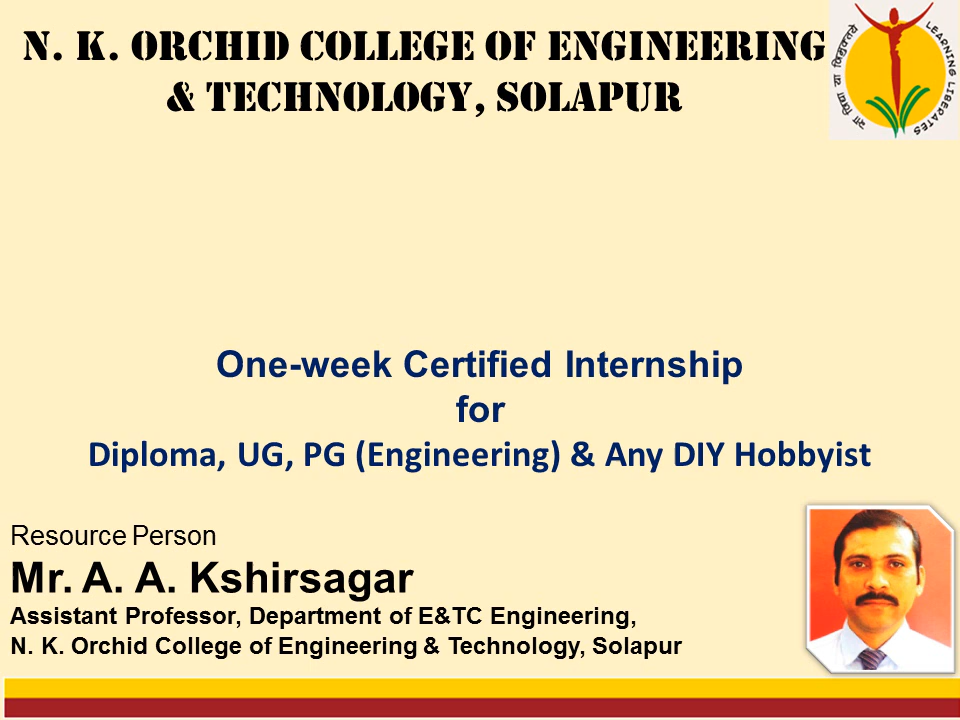 N. K. ORCHID COLLEGE OF ENGINEERING
& TECHNOLOGY, SOLAPUR
सा विद्या या विमुक्तये
LEARNING LIBERATES
One-week Certified Internship
for
Diploma, UG, PG (Engineering) & Any DIY Hobbyist
Resource Person
Mr. A. A. Kshirsagar
Assistant Professor, Department of E&TC Engineering,
N. K. Orchid College of Engineering & Technology, Solapur